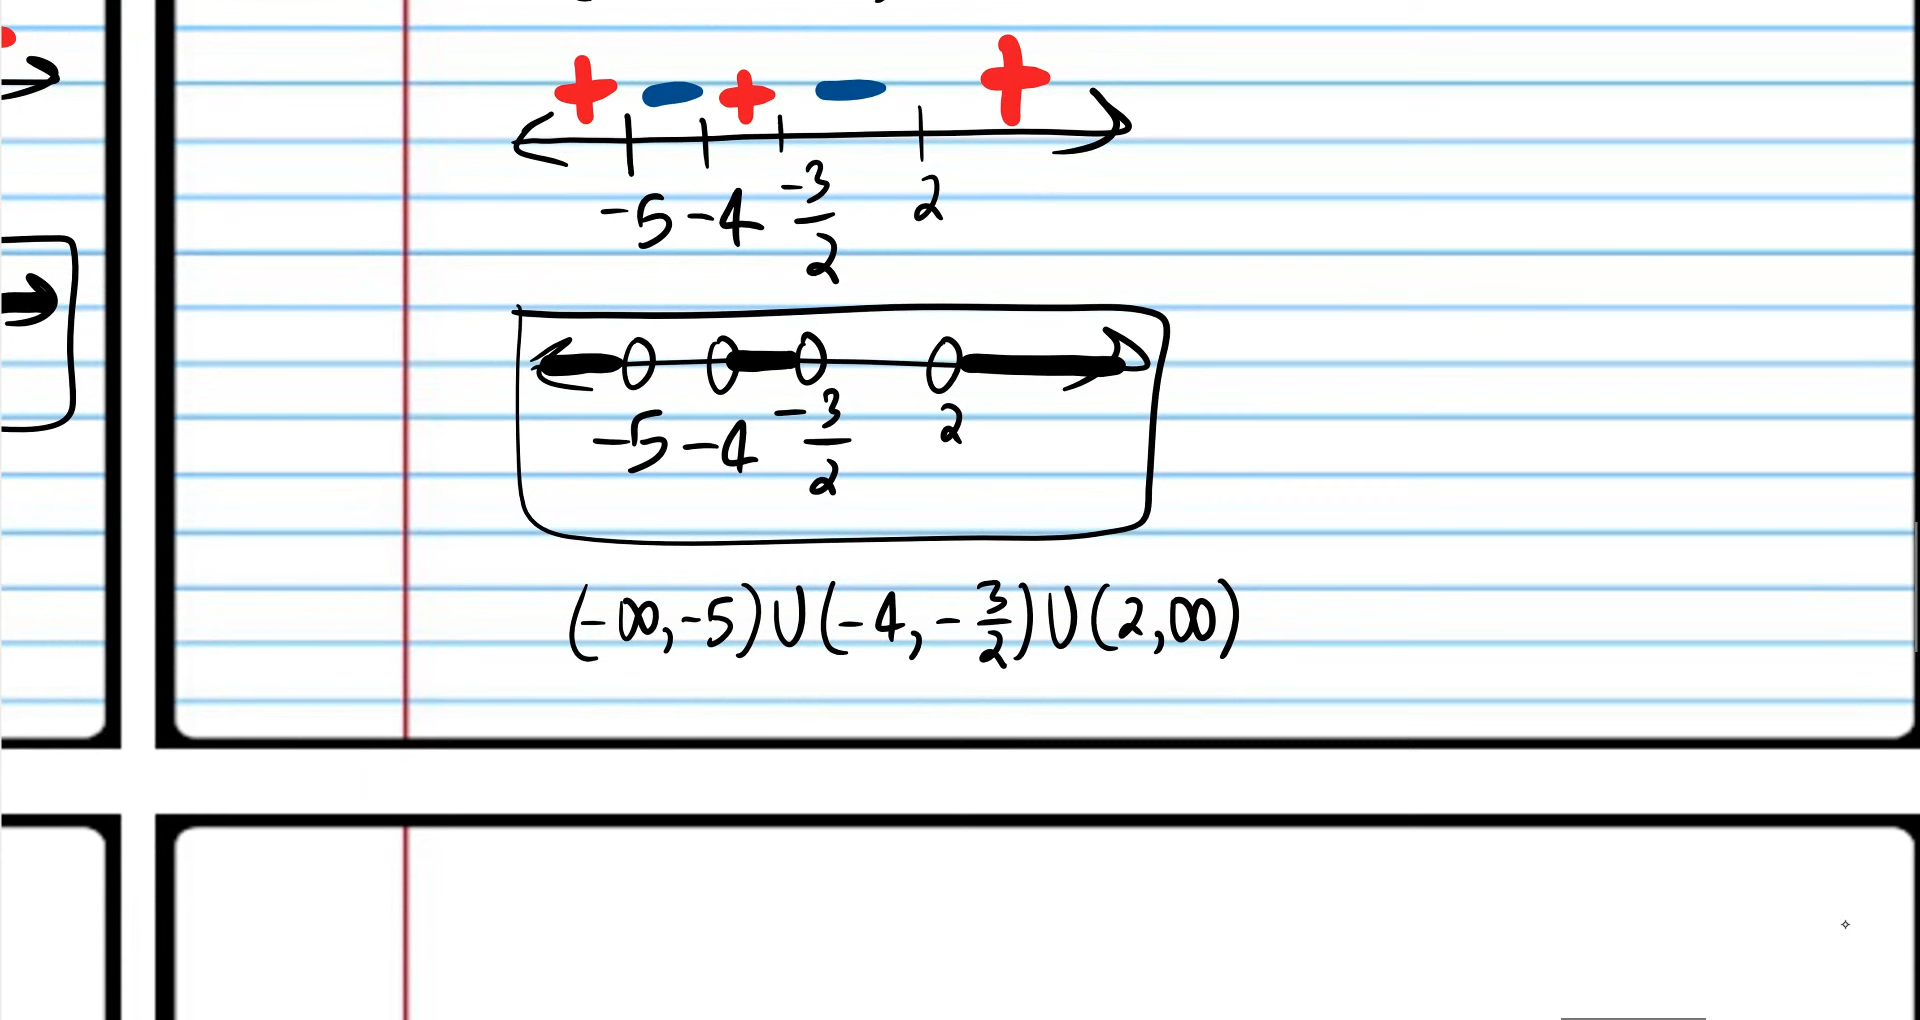 + - + - +
-5 -4 -3/2 2
-5 -4 -3/2 2
(-∞,-5)∪(-4,-3/2)∪(2,∞)